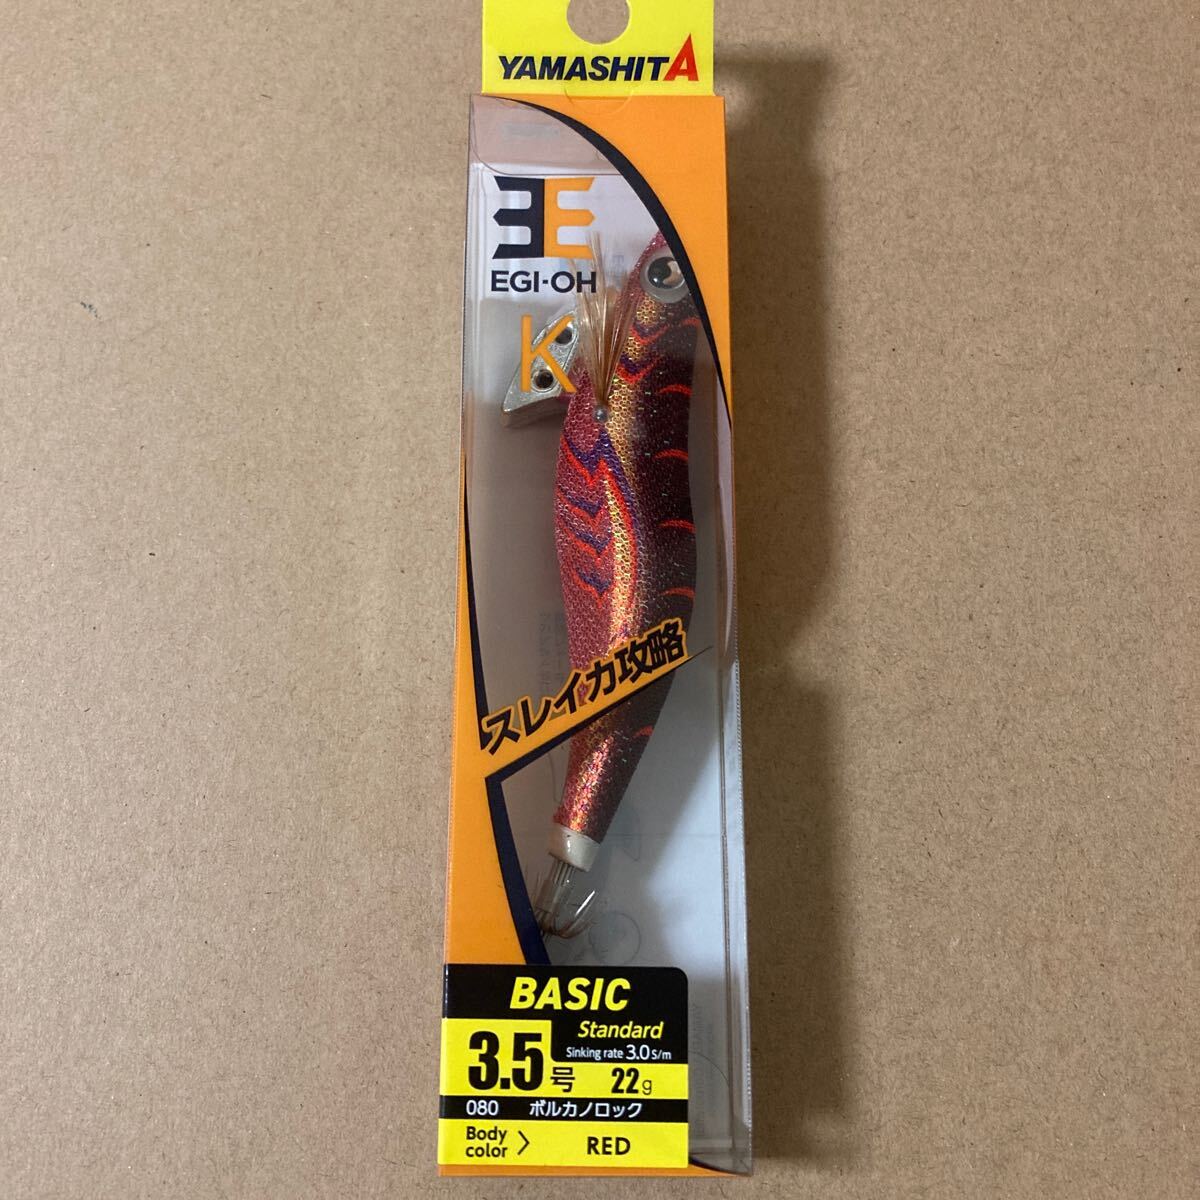 YAMASHITA
EGI-OH
K
スレイカ攻略
BASIC
Standard
Sinking rate 3.0 s/m
3.5号 22g
080 ボルカノロック
Body color > RED